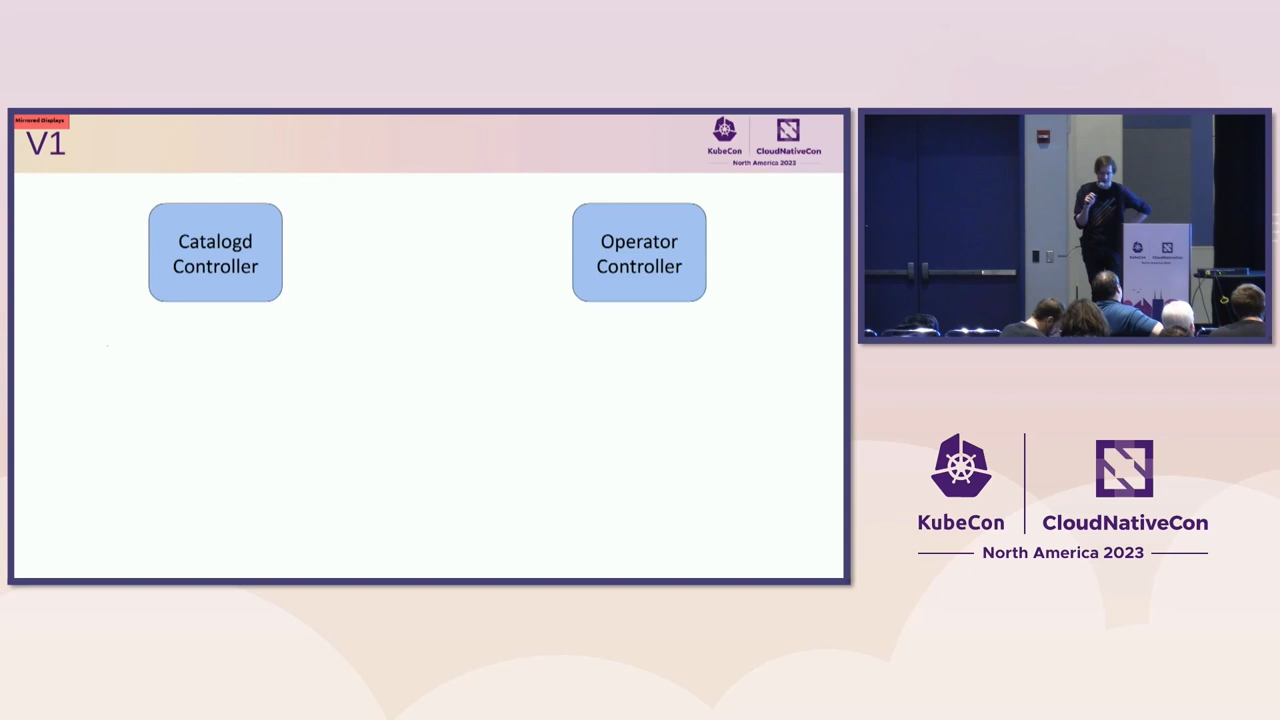 Mirrored Displays
V1
KubeCon
CloudNativeCon
North America 2023
Catalogd
Controller
Operator
Controller
KubeCon
CloudNativeCon
North America 2023